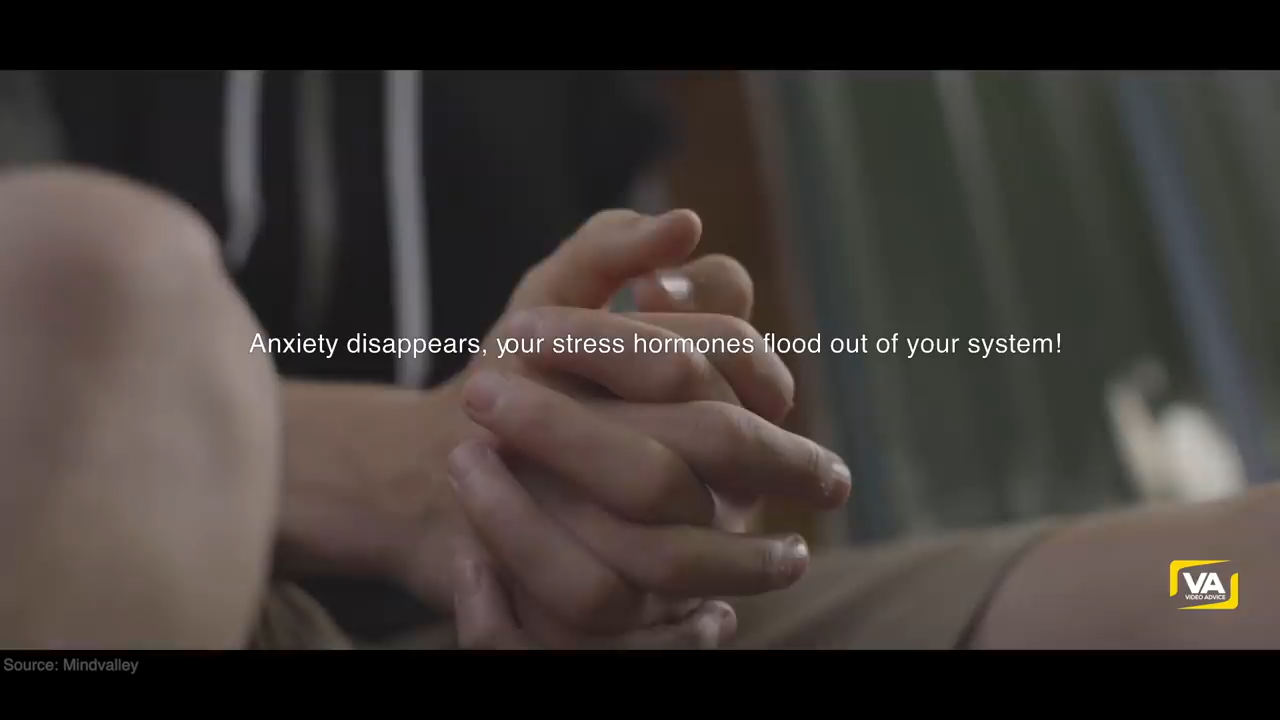 Anxiety disappears, your stress hormones flood out of your system!
VA
VIDEO ADVICE
Source: Mindvalley